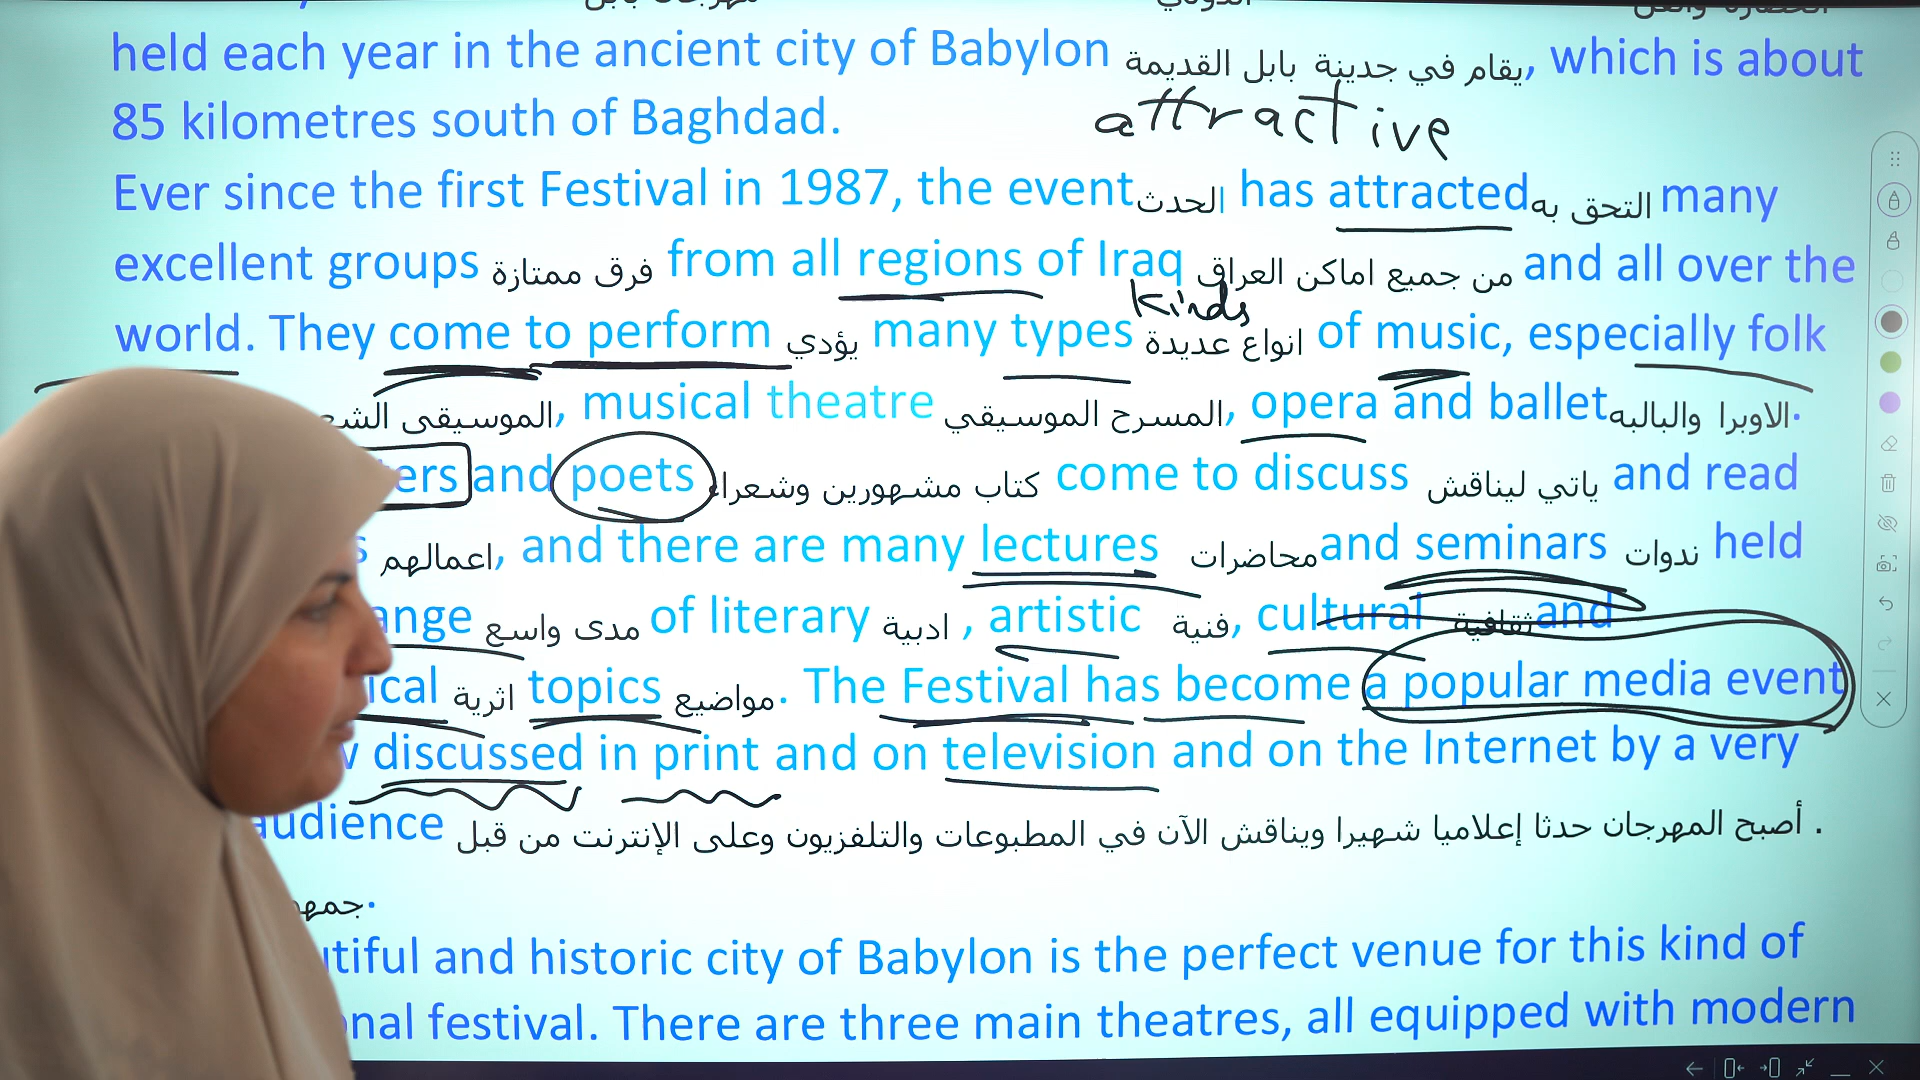 held each year in the ancient city of Babylon يقام في جدينة بابل القديمة, which is about
85 kilometres south of Baghdad.
attractive
Ever since the first Festival in 1987, the event الحدث has attracted التحق به many
excellent groups فرق ممتازة from all regions of Iraq من جميع اماكن العراق and all over the
kinds
world. They come to perform يؤدي many types انواع عديدة of music, especially folk
الموسيقى, musical theatre المسرح الموسيقي, opera and ballet الاوبرا والباليه.
and poets كتاب مشهورين وشعراء come to discuss ياتي ليناقش and read
اعمالهم, and there are many lectures محاضرات and seminars ندوات held
of literary مدى واسع ادبية , artistic فنية, cultural ثقافية and
اثرية topics مواضيع. The Festival has become a popular media event
discussed in print and on television and on the Internet by a very
audience أصبح المهرجان حدثا إعلاميا شهيرا ويناقش الآن في المطبوعات والتلفزيون وعلى الإنترنت من قبل .
and historic city of Babylon is the perfect venue for this kind of
festival. There are three main theatres, all equipped with modern